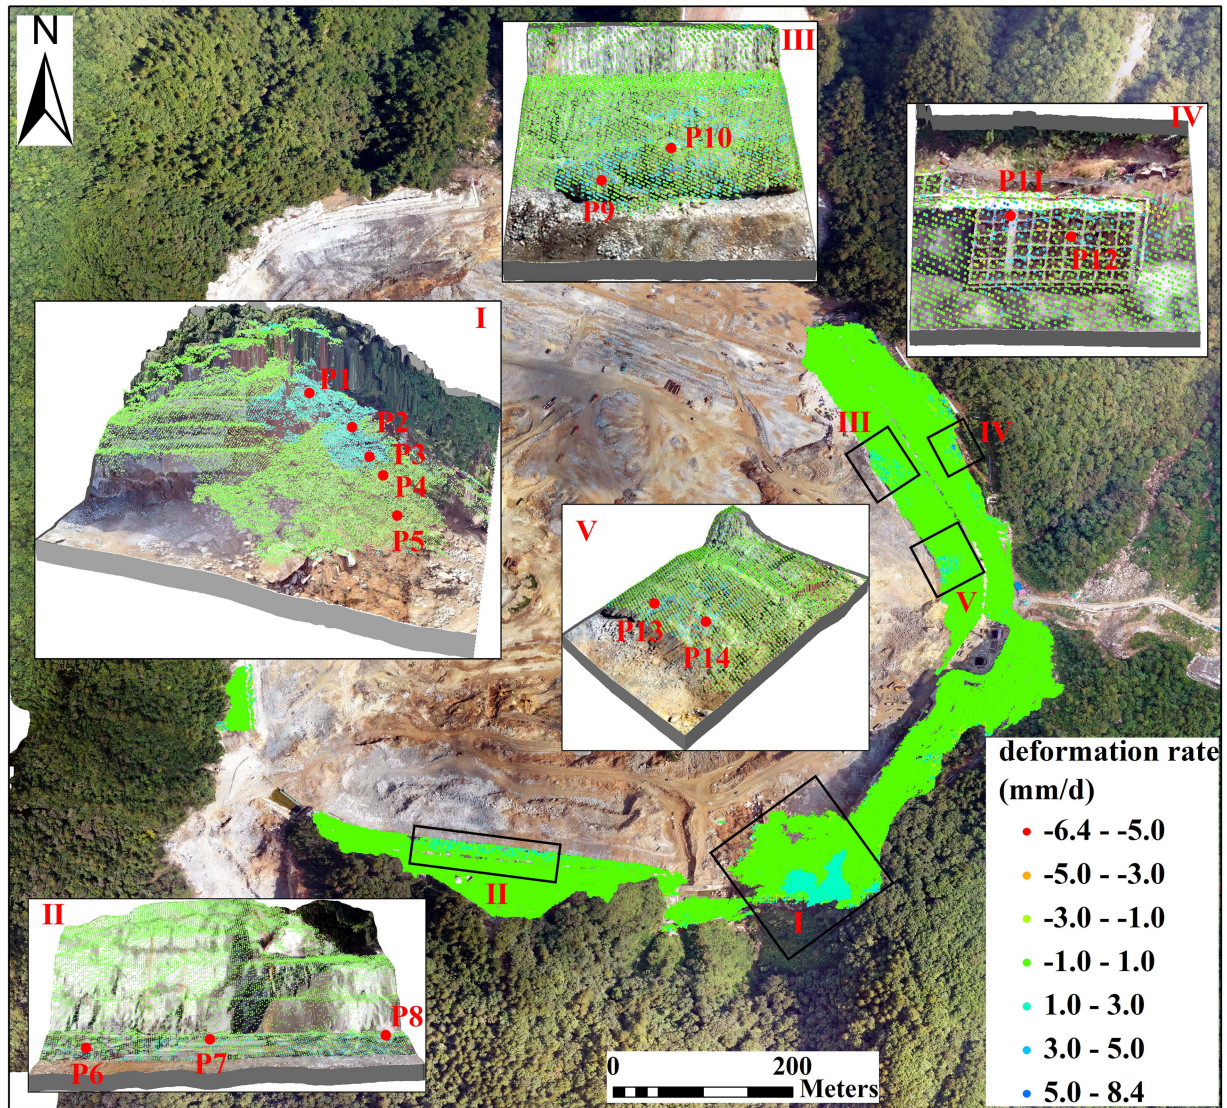 N
III
P10
P9
IV
P11
P12
I
P1
P2
P3
P4
P5
III
IV
V
P13
P14
V
II
I
II
P8
P7
P6
deformation rate
(mm/d)
-6.4 - -5.0
-5.0 - -3.0
-3.0 - -1.0
-1.0 - 1.0
1.0 - 3.0
3.0 - 5.0
5.0 - 8.4
0 200
Meters